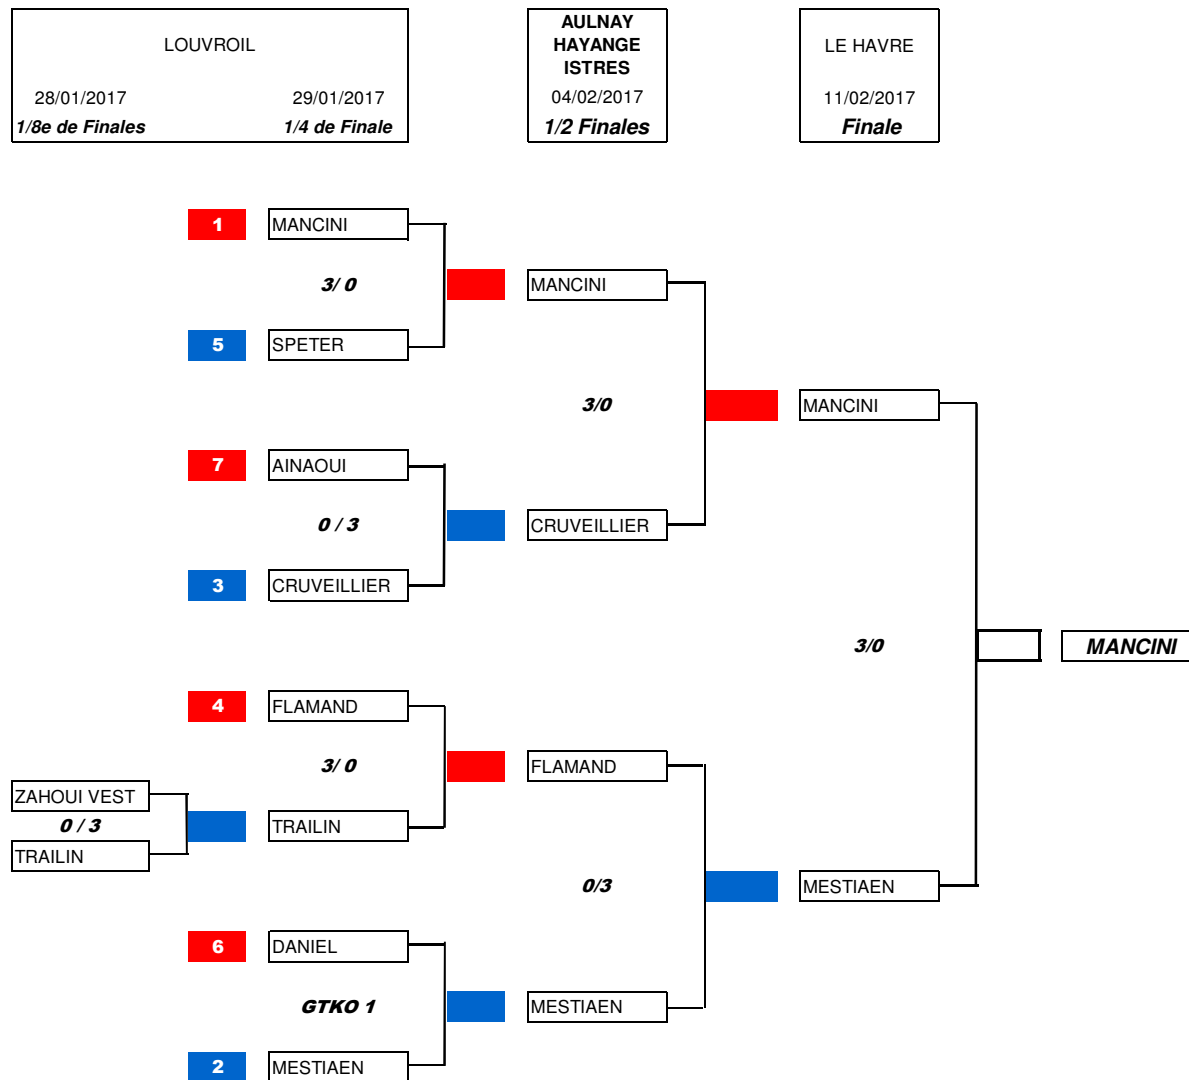 LOUVROIL
28/01/2017 29/01/2017
1/8e de Finales 1/4 de Finale
AULNAY
HAYANGE
ISTRES
04/02/2017
1/2 Finales
LE HAVRE
11/02/2017
Finale
1 MANCINI
3/ 0
MANCINI
5 SPETER
3/0
MANCINI
7 AINAOUI
0 / 3
CRUVEILLIER
3 CRUVEILLIER
3/0
MANCINI
4 FLAMAND
3/ 0
FLAMAND
ZAHOUI VEST
0 / 3
TRAILIN
TRAILIN
0/3
MESTIAEN
6 DANIEL
GTKO 1
MESTIAEN
2 MESTIAEN